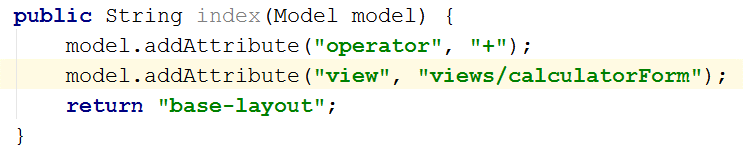 public String index(Model model) {
    model.addAttribute("operator", "+");
    model.addAttribute("view", "views/calculatorForm");
    return "base-layout";
}